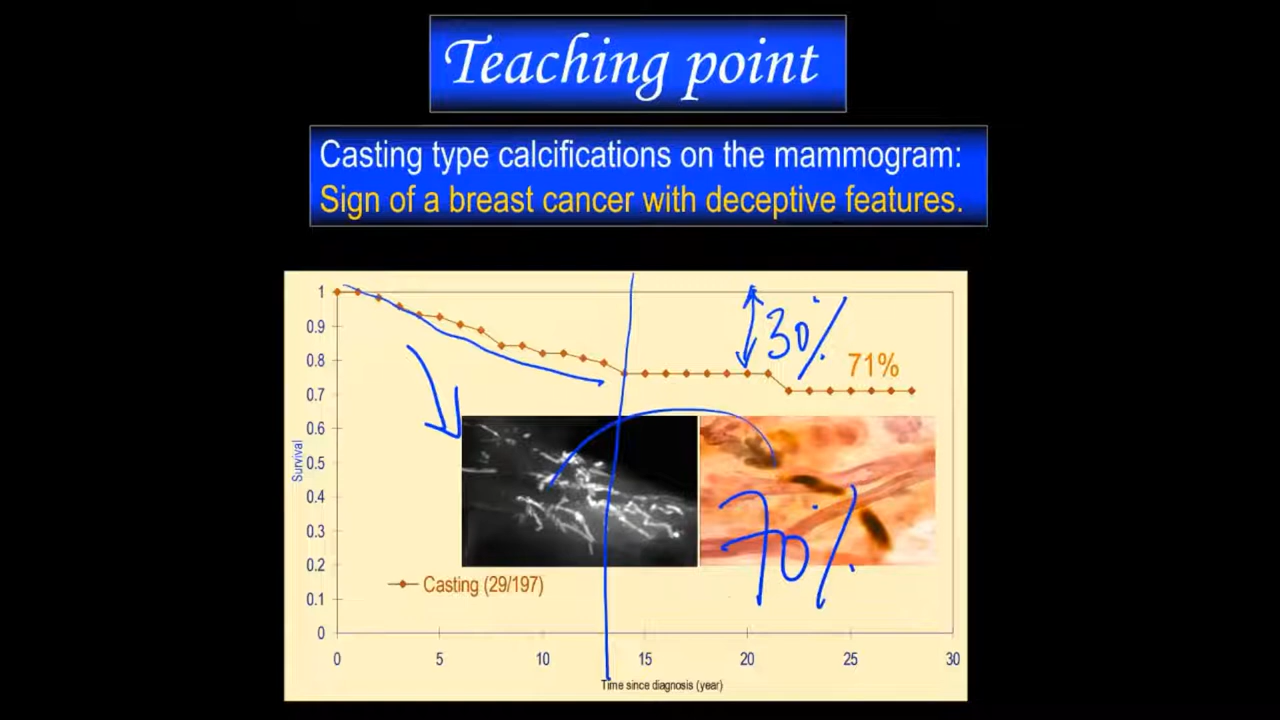 Teaching point
Casting type calcifications on the mammogram:
Sign of a breast cancer with deceptive features.
1
0.9
0.8
0.7
0.6
0.5
0.4
0.3
0.2
0.1
0
Survival
30%
71%
70%
Casting (29/197)
0 5 10 15 20 25 30
Time since diagnosis (year)